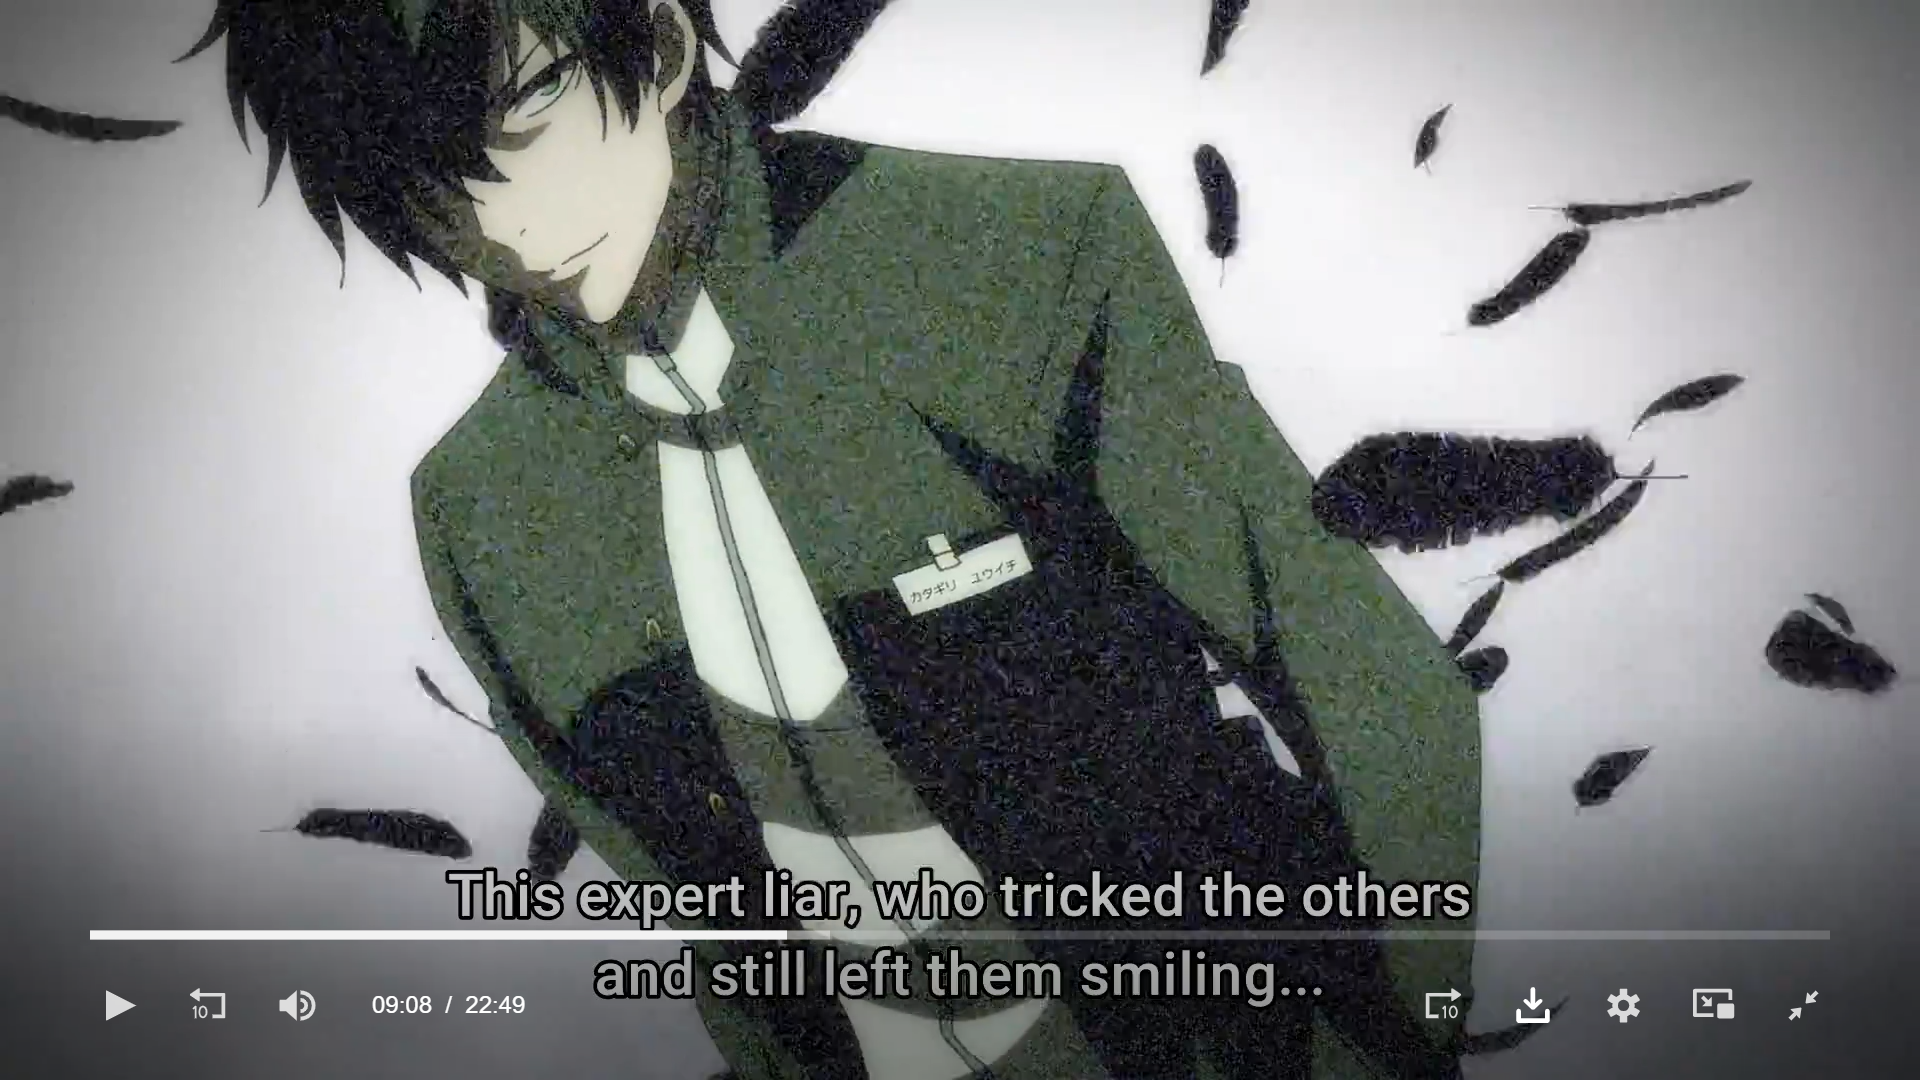 カタギリ ユウイチ
This expert liar, who tricked the others
and still left them smiling...
10
09:08 / 22:49
10